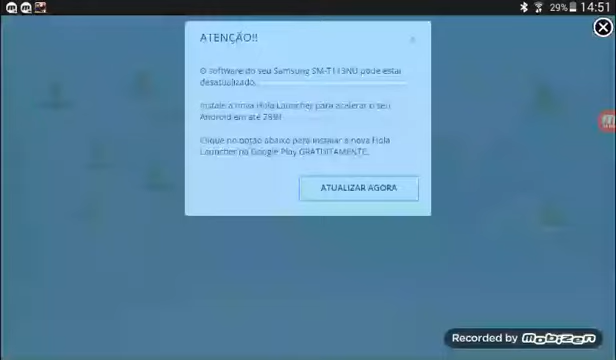 29% 14:51
ATENÇÃO!!
O software do seu Samsung SM-T113NU pode estar
desatualizado.
Instale a nova Hola Launcher para acelerar o seu
Android em até
Clique no botão abaixo para instalar a nova Hola
Launcher na Google Play GRATUITAMENTE.
ATUALIZAR AGORA
Recorded by mobizen